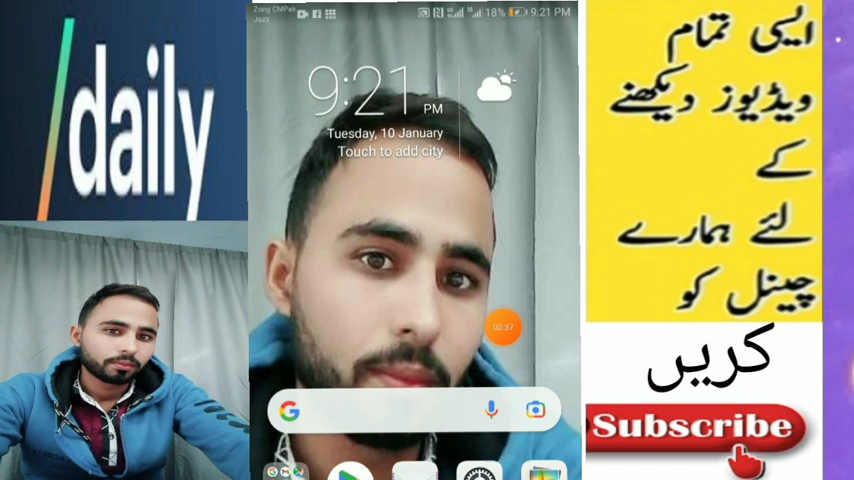 /daily
Zong CMPak
Jazz
18% 9:21 PM
9:21 PM
Tuesday, 10 January
Touch to add city
00:37
ایسی تمام
ویڈیوز دیکھنے
کے
لئے ہمارے
چینل کو
کریں
Subscribe